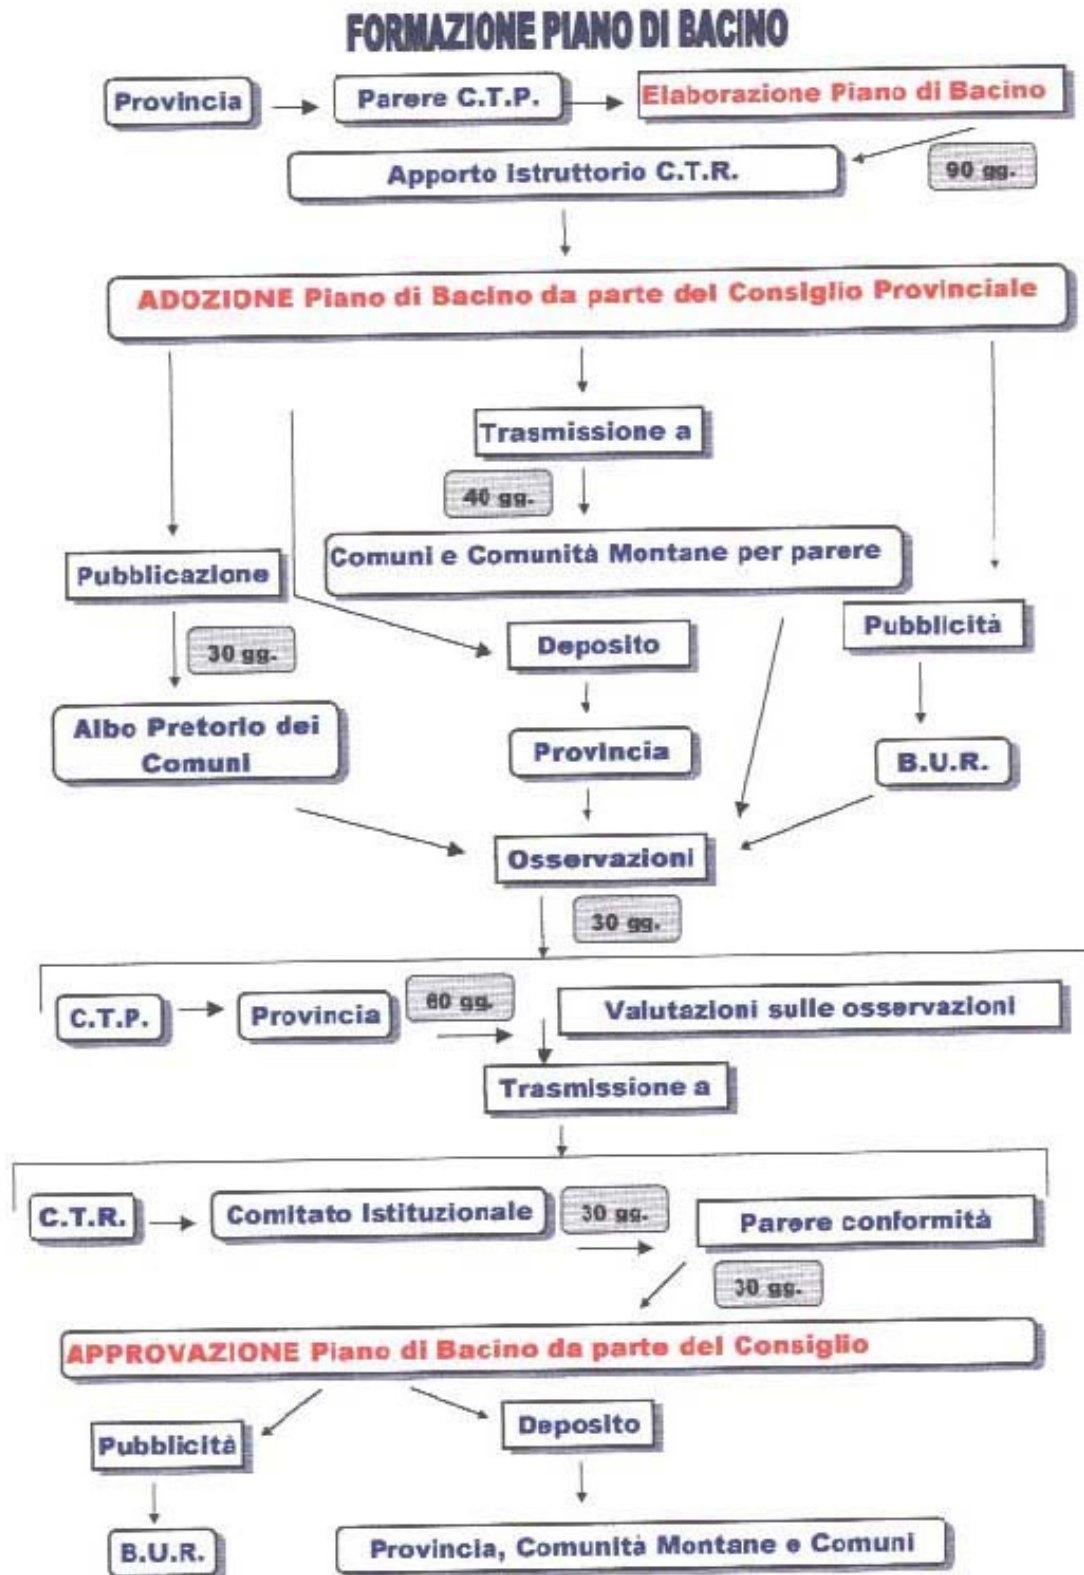 FORMAZIONE PIANO DI BACINO
Provincia
Parere C.T.P.
Elaborazione Piano di Bacino
Apporto istruttorio C.T.R.
90 gg.
ADOZIONE Piano di Bacino da parte del Consiglio Provinciale
Trasmissione a
40 gg.
Comuni e Comunità Montane per parere
Pubblicazione
30 gg.
Deposito
Pubblicità
Albo Pretorio dei
Comuni
Provincia
B.U.R.
Osservazioni
30 gg.
C.T.P.
Provincia
60 gg.
Valutazioni sulle osservazioni
Trasmissione a
C.T.R.
Comitato Istituzionale
30 gg.
Parere conformità
30 gg.
APPROVAZIONE Piano di Bacino da parte del Consiglio
Pubblicità
Deposito
B.U.R.
Provincia, Comunità Montane e Comuni